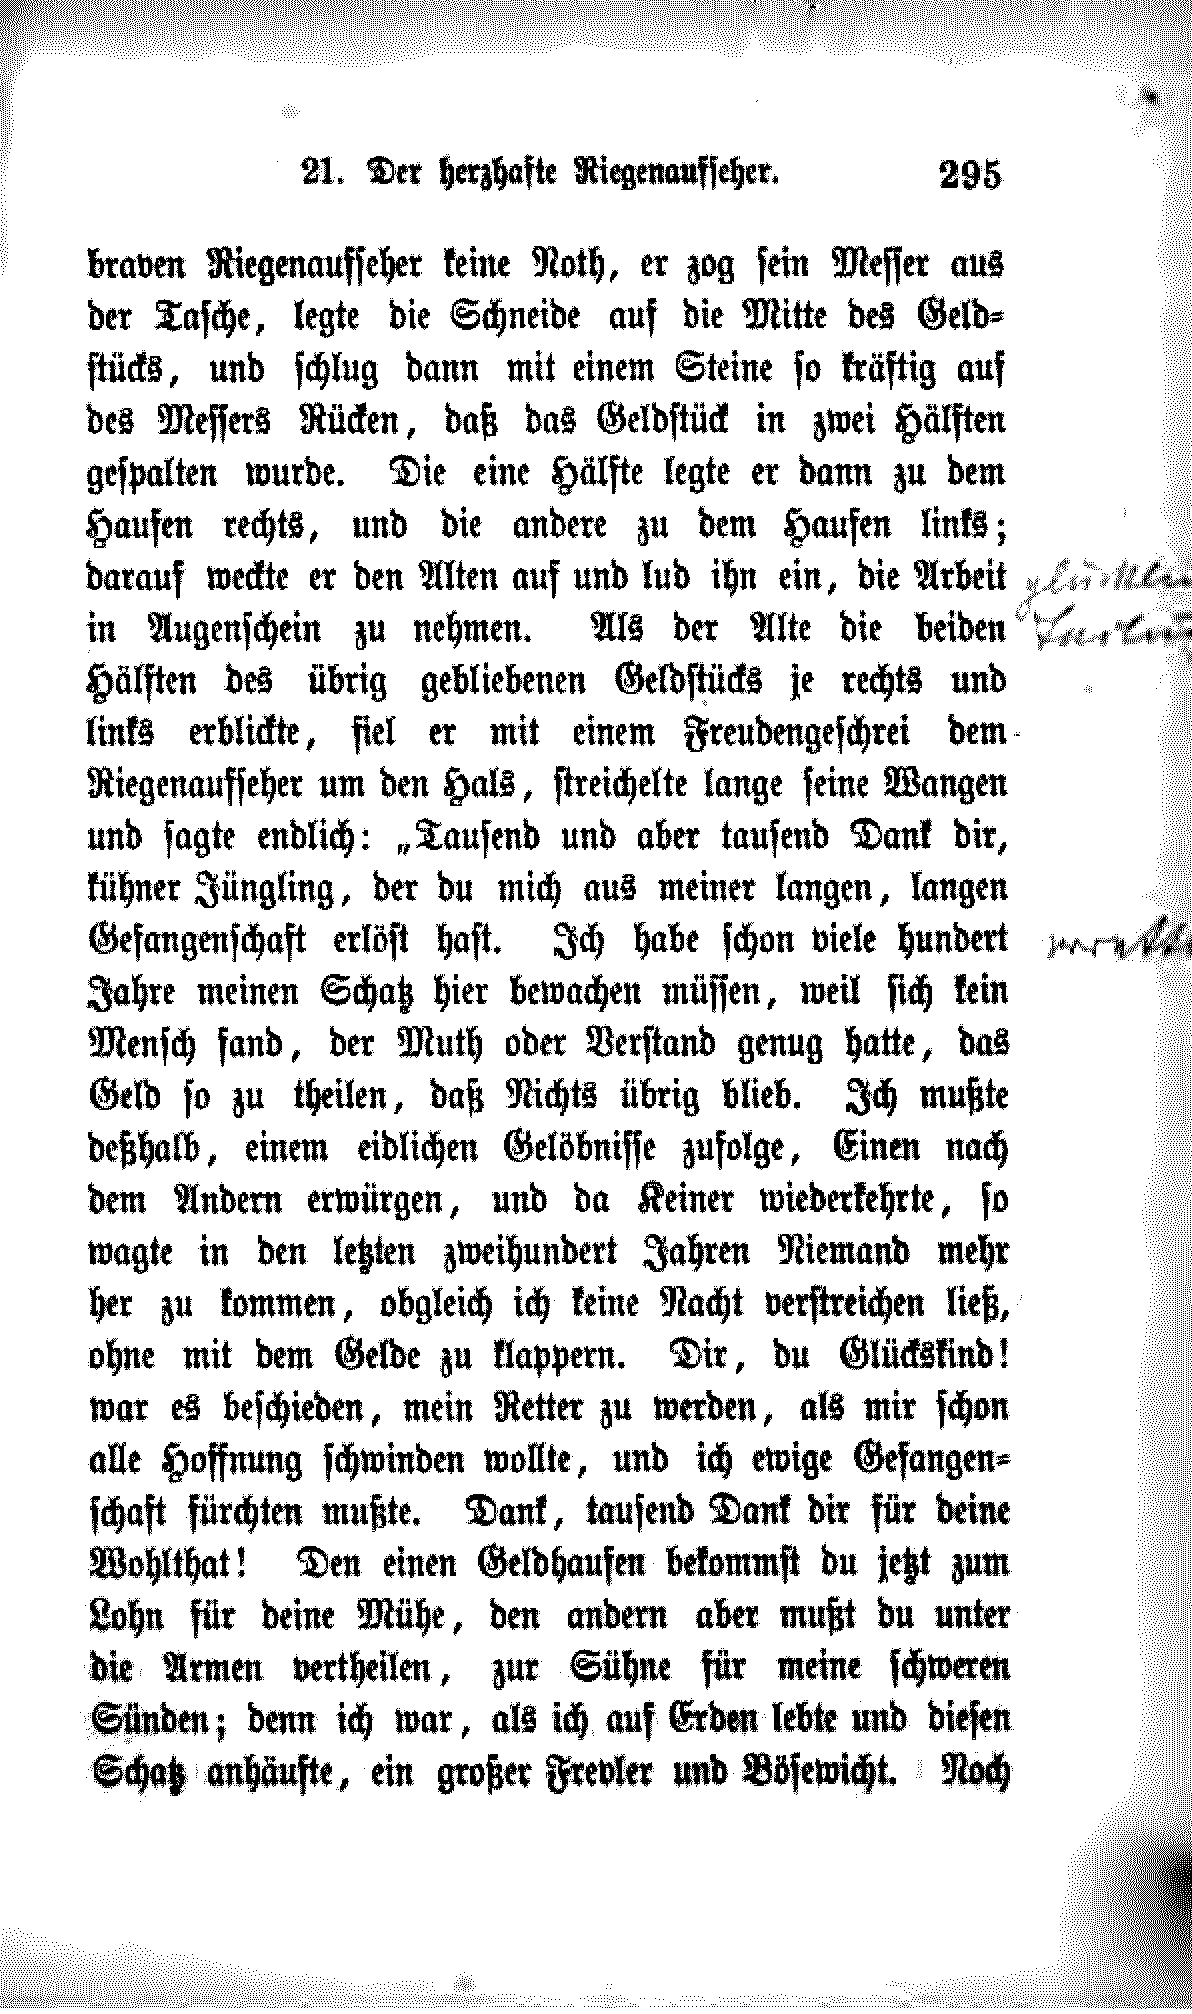 21. Der herzhafte Riegenaufseher. 295
braven Riegenaufseher keine Noth, er zog sein Messer aus
der Tasche, legte die Schneide auf die Mitte des Geld-
stücks, und schlug dann mit einem Steine so kräftig auf
des Messers Rücken, daß das Geldstück in zwei Hälften
gespalten wurde. Die eine Hälfte legte er dann zu dem
Haufen rechts, und die andere zu dem Haufen links;
darauf weckte er den Alten auf und lud ihn ein, die Arbeit
in Augenschein zu nehmen. Als der Alte die beiden
Hälften des übrig gebliebenen Geldstücks je rechts und
links erblickte, fiel er mit einem Freudengeschrei dem
Riegenaufseher um den Hals, streichelte lange seine Wangen
und sagte endlich: „Tausend und aber tausend Dank dir,
kühner Jüngling, der du mich aus meiner langen, langen
Gefangenschaft erlöst hast. Ich habe schon viele hundert
Jahre meinen Schatz hier bewachen müssen, weil sich kein
Mensch fand, der Muth oder Verstand genug hatte, das
Geld so zu theilen, daß Nichts übrig blieb. Ich mußte
deßhalb, einem eidlichen Gelöbnisse zufolge, Einen nach
dem Andern erwürgen, und da Keiner wiederkehrte, so
wagte in den letzten zweihundert Jahren Niemand mehr
her zu kommen, obgleich ich keine Nacht verstreichen ließ,
ohne mit dem Gelde zu klappern. Dir, du Glückskind!
war es beschieden, mein Retter zu werden, als mir schon
alle Hoffnung schwinden wollte, und ich ewige Gefangen-
schaft fürchten mußte. Dank, tausend Dank dir für deine
Wohlthat! Den einen Geldhaufen bekommst du jetzt zum
Lohn für deine Mühe, den andern aber mußt du unter
die Armen vertheilen, zur Sühne für meine schweren
Sünden; denn ich war, als ich auf Erden lebte und diesen
Schatz anhäufte, ein großer Frevler und Bösewicht. Noch